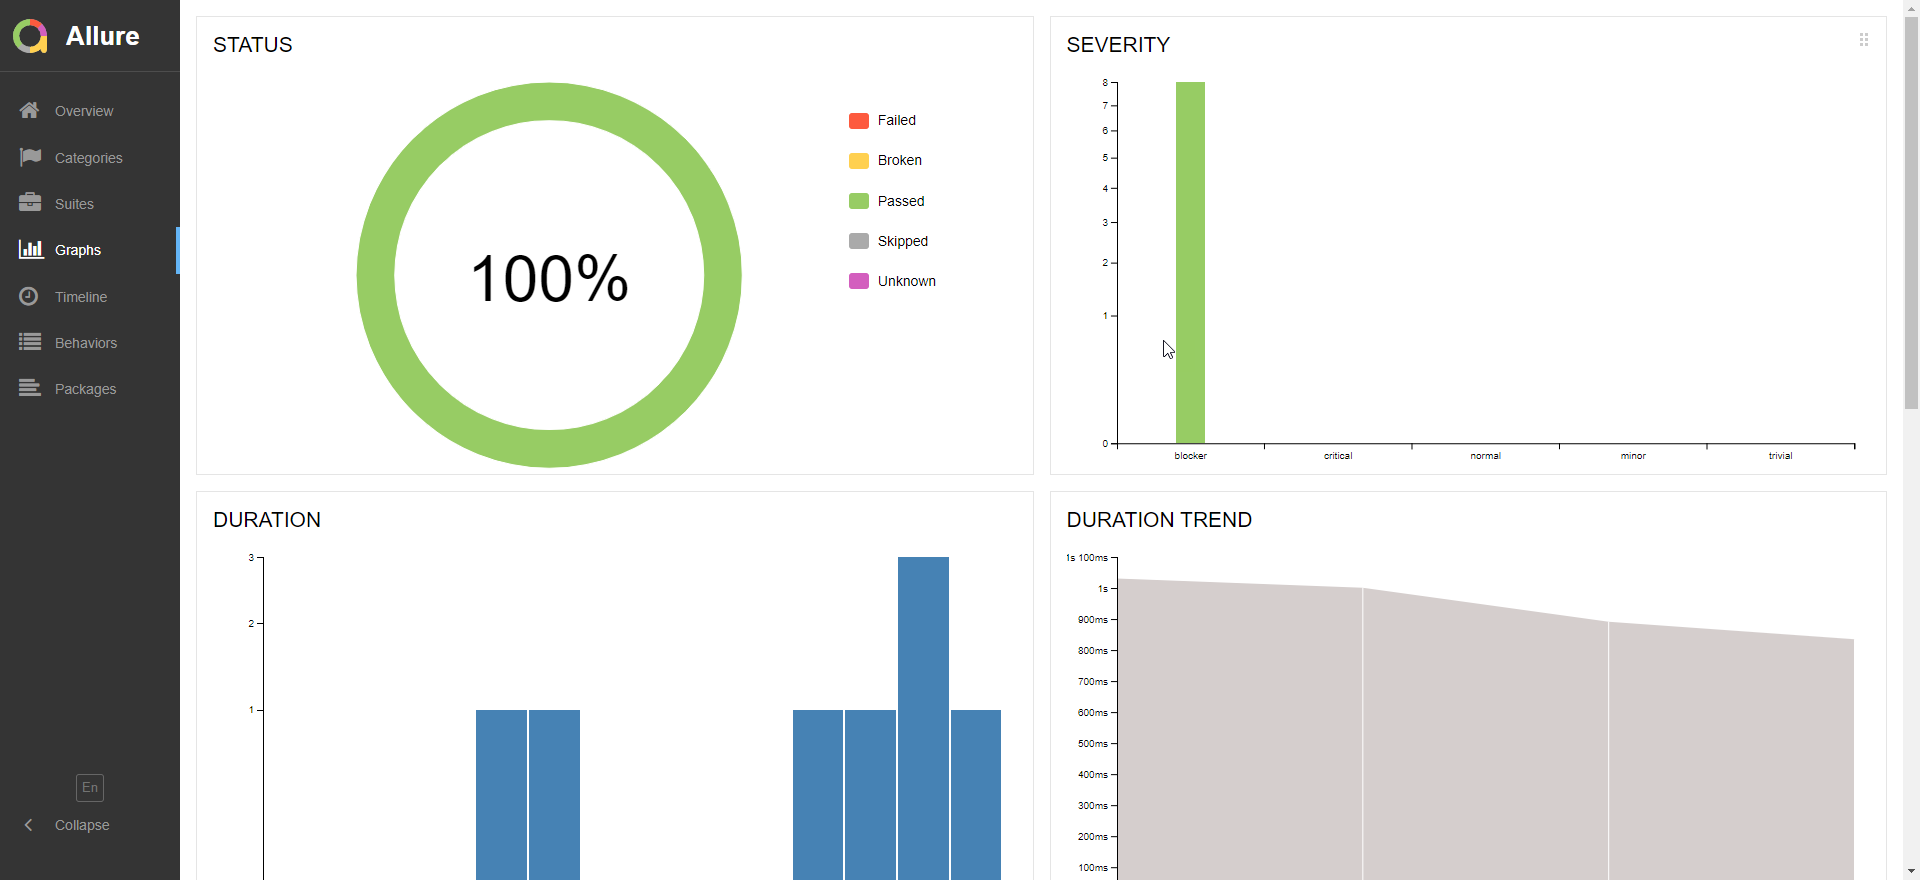 Allure
Overview
Categories
Suites
Graphs
Timeline
Behaviors
Packages
En
Collapse
STATUS
100%
Failed
Broken
Passed
Skipped
Unknown
SEVERITY
8
7
6
5
4
3
2
1
0
blocker critical normal minor trivial
DURATION
3
2
1
DURATION TREND
1s 100ms
1s
900ms
800ms
700ms
600ms
500ms
400ms
300ms
200ms
100ms